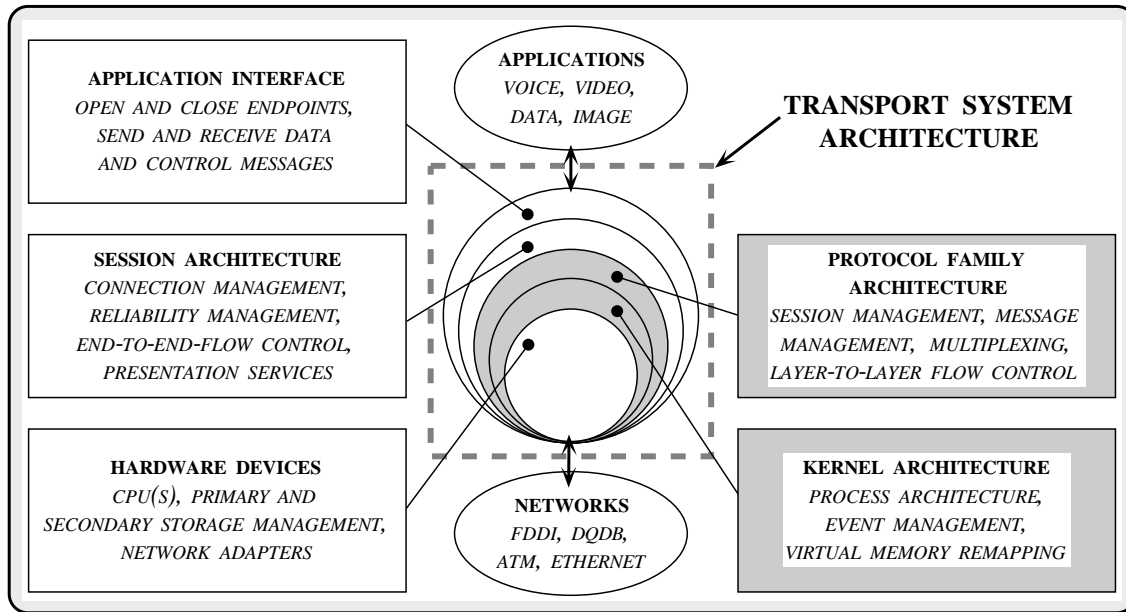 APPLICATION INTERFACE
OPEN AND CLOSE ENDPOINTS,
SEND AND RECEIVE DATA
AND CONTROL MESSAGES
APPLICATIONS
VOICE, VIDEO,
DATA, IMAGE
TRANSPORT SYSTEM
ARCHITECTURE
SESSION ARCHITECTURE
CONNECTION MANAGEMENT,
RELIABILITY MANAGEMENT,
END-TO-END-FLOW CONTROL,
PRESENTATION SERVICES
PROTOCOL FAMILY
ARCHITECTURE
SESSION MANAGEMENT, MESSAGE
MANAGEMENT, MULTIPLEXING,
LAYER-TO-LAYER FLOW CONTROL
HARDWARE DEVICES
CPU(S), PRIMARY AND
SECONDARY STORAGE MANAGEMENT,
NETWORK ADAPTERS
NETWORKS
FDDI, DQDB,
ATM, ETHERNET
KERNEL ARCHITECTURE
PROCESS ARCHITECTURE,
EVENT MANAGEMENT,
VIRTUAL MEMORY REMAPPING